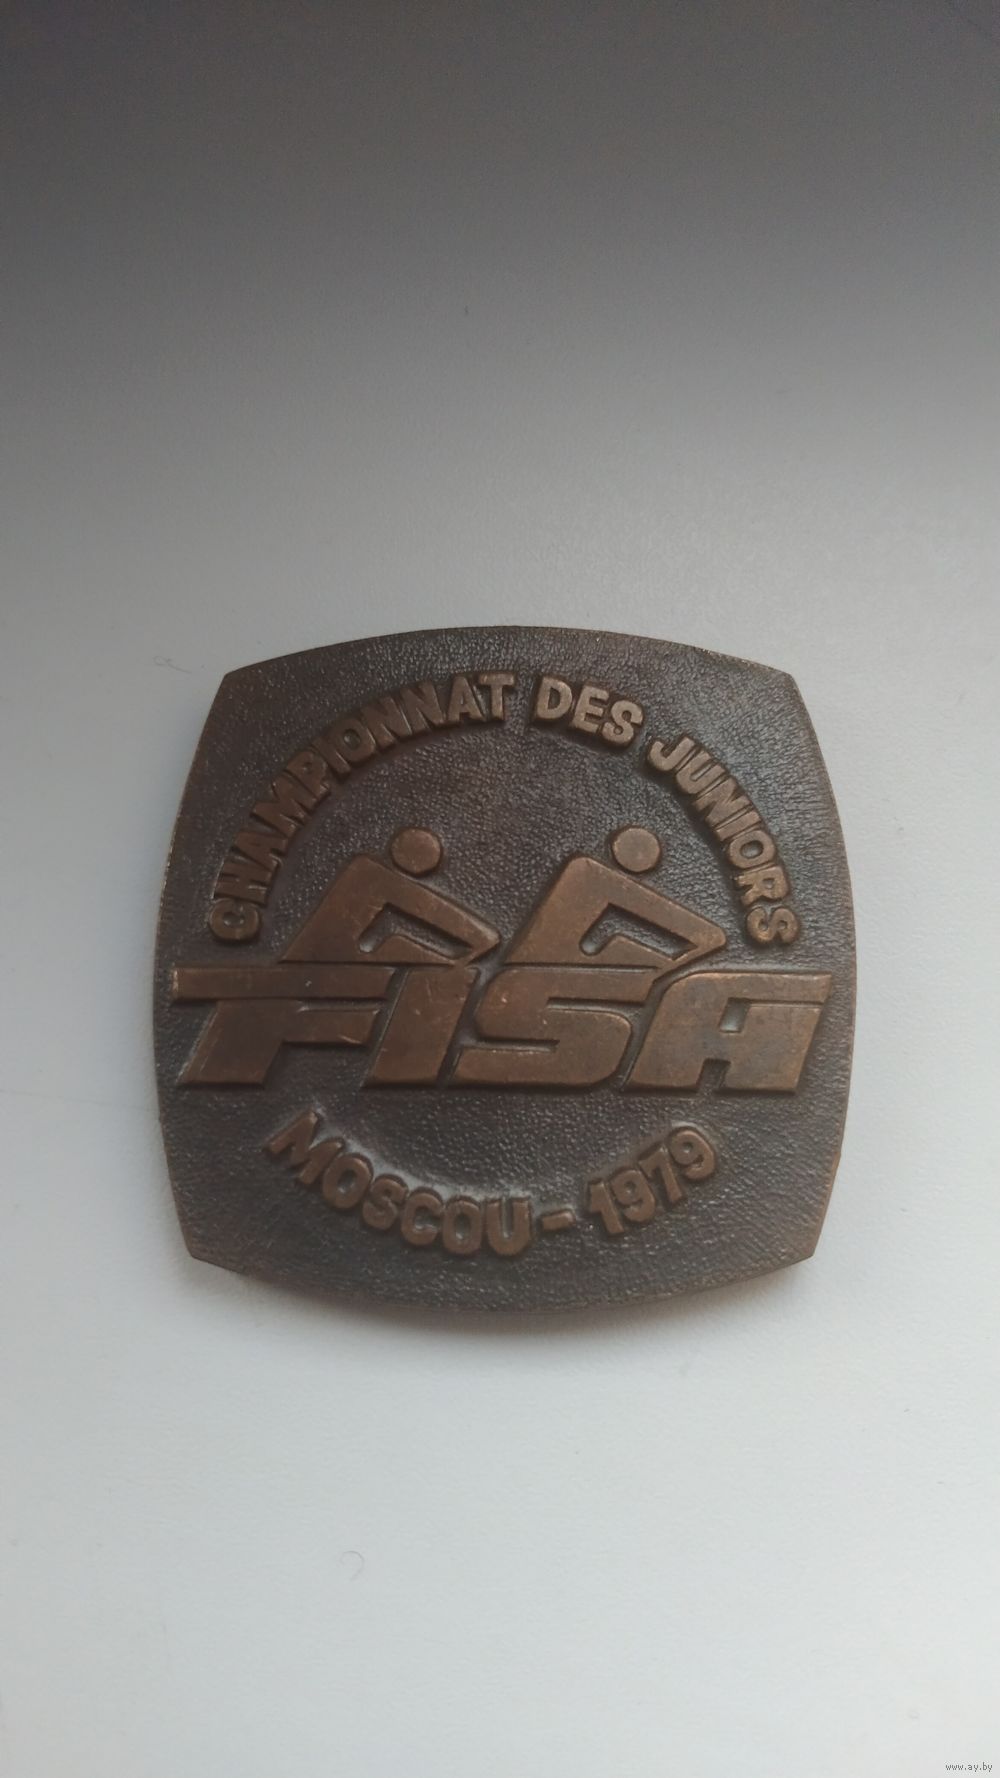 CHAMPIONNAT DES JUNIORS
FISA
MOSCOU - 1979
www.ay.by